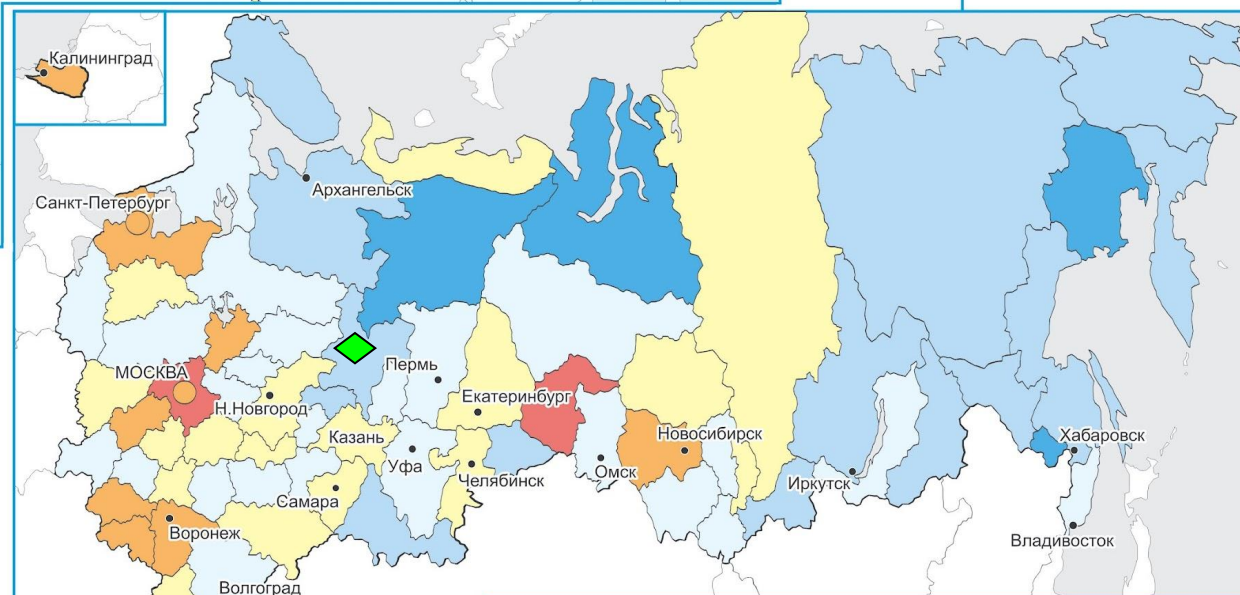 Калининград
Архангельск
Санкт-Петербург
МОСКВА
Пермь
Екатеринбург
Н.Новгород
Казань
Новосибирск
Хабаровск
Уфа
Омск
Челябинск
Иркутск
Самара
Воронеж
Владивосток
Волгоград